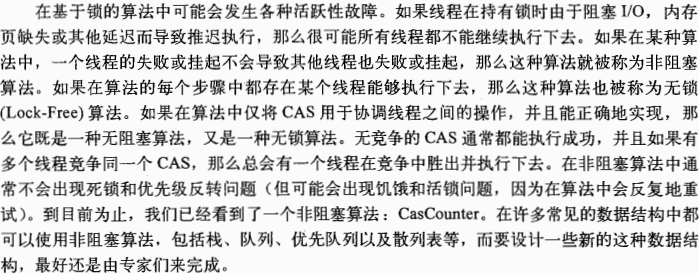 在基于锁的算法中可能会发生各种活跃性故障。如果线程在持有锁时由于阻塞 I/O，内存
页缺失或其他延迟而导致推迟执行，那么很可能所有线程都不能继续执行下去。如果在某种算
法中，一个线程的失败或挂起不会导致其他线程也失败或挂起，那么这种算法就被称为非阻塞
算法。如果在算法的每个步骤中都存在某个线程能够执行下去，那么这种算法也被称为无锁
(Lock-Free) 算法。如果在算法中仅将 CAS 用于协调线程之间的操作，并且能正确地实现，那
么它既是一种无阻塞算法，又是一种无锁算法。无竞争的 CAS 通常都能执行成功，并且如果有
多个线程竞争同一个 CAS，那么总会有一个线程在竞争中胜出并执行下去。在非阻塞算法中通
常不会出现死锁和优先级反转问题（但可能会出现饥饿和活锁问题，因为在算法中会反复地重
试）。到目前为止，我们已经看到了一个非阻塞算法：CasCounter。在许多常见的数据结构中都
可以使用非阻塞算法，包括栈、队列、优先队列以及散列表等，而要设计一些新的这种数据结
构，最好还是由专家们来完成。